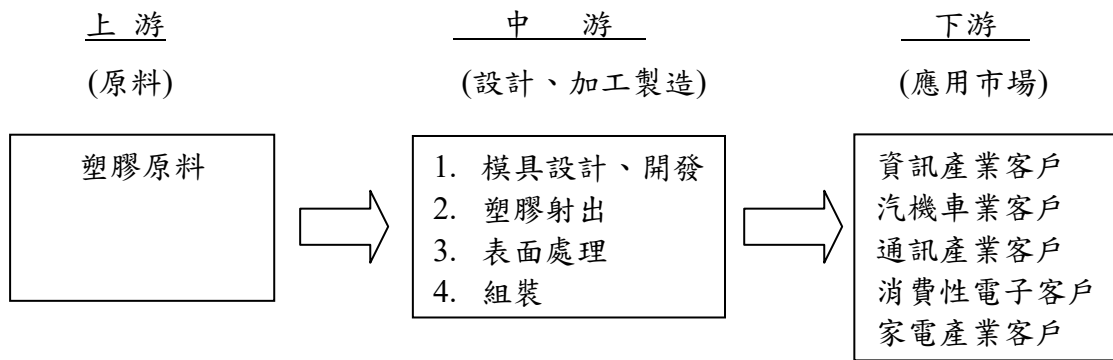 上 游
(原料)
塑膠原料
中 游
(設計、加工製造)
1. 模具設計、開發
2. 塑膠射出
3. 表面處理
4. 組裝
下游
(應用市場)
資訊產業客戶
汽機車業客戶
通訊產業客戶
消費性電子客戶
家電產業客戶